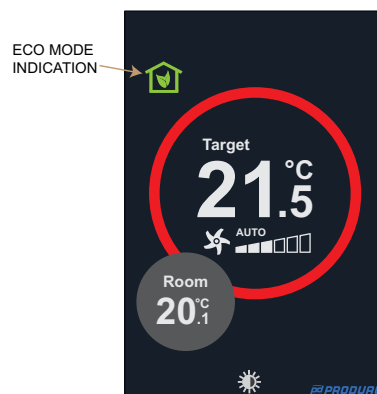 ECO MODE
INDICATION
Target
21.5 °C
AUTO
Room
20.1 °C